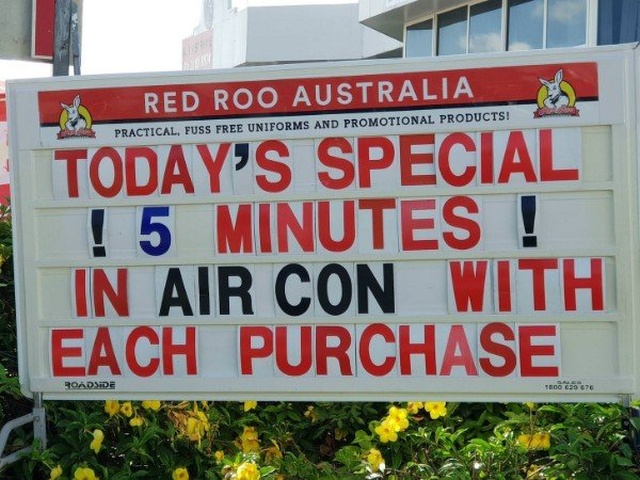 RED ROO AUSTRALIA
PRACTICAL, FUSS FREE UNIFORMS AND PROMOTIONAL PRODUCTS!
TODAY'S SPECIAL
! 5 MINUTES !
IN AIR CON WITH
EACH PURCHASE
ROADSIDE
SALES
1800 629 676